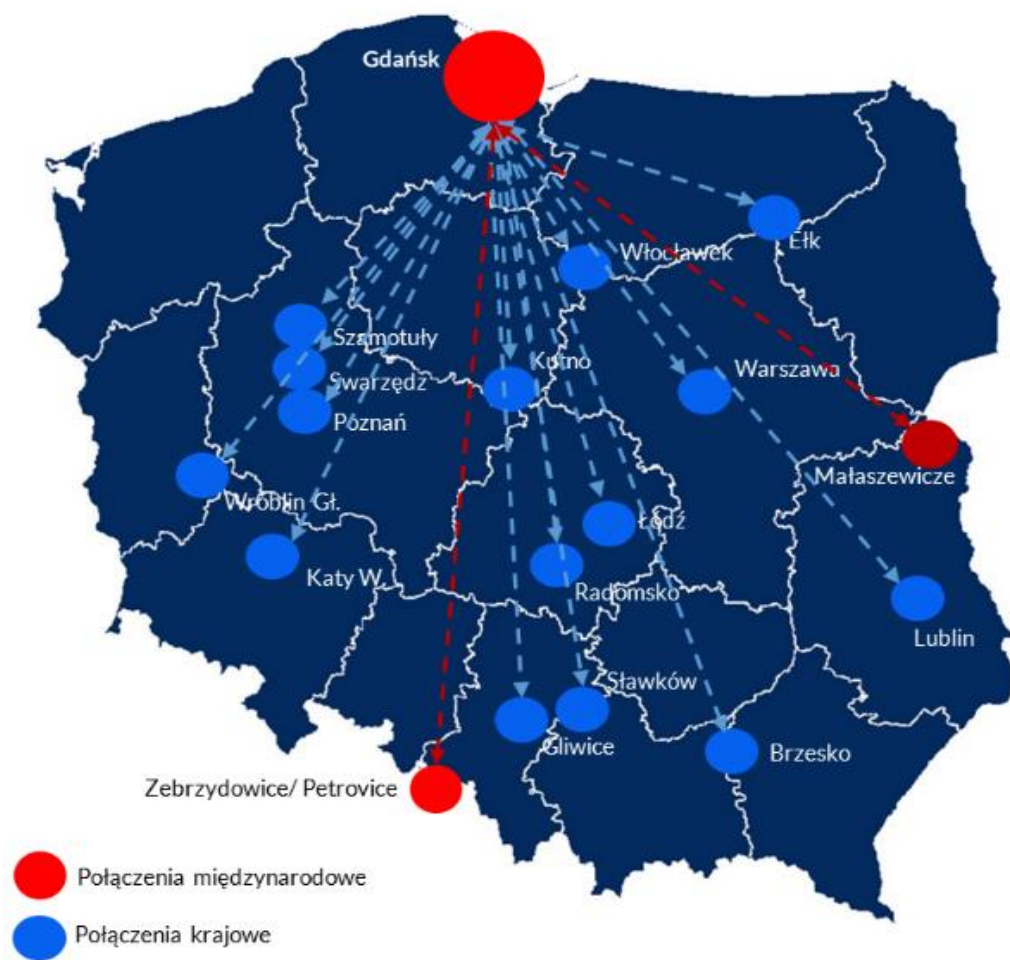 Gdańsk
Ełk
Włocławek
Szamotuły
Kutno
Warszawa
Swarzędz
Poznań
Małaszewicze
Wróblin Gł.
Łódź
Katy W.
Radomsko
Lublin
Sławków
Gliwice
Brzesko
Zebrzydowice/ Petrovice
Połączenia międzynarodowe
Połączenia krajowe